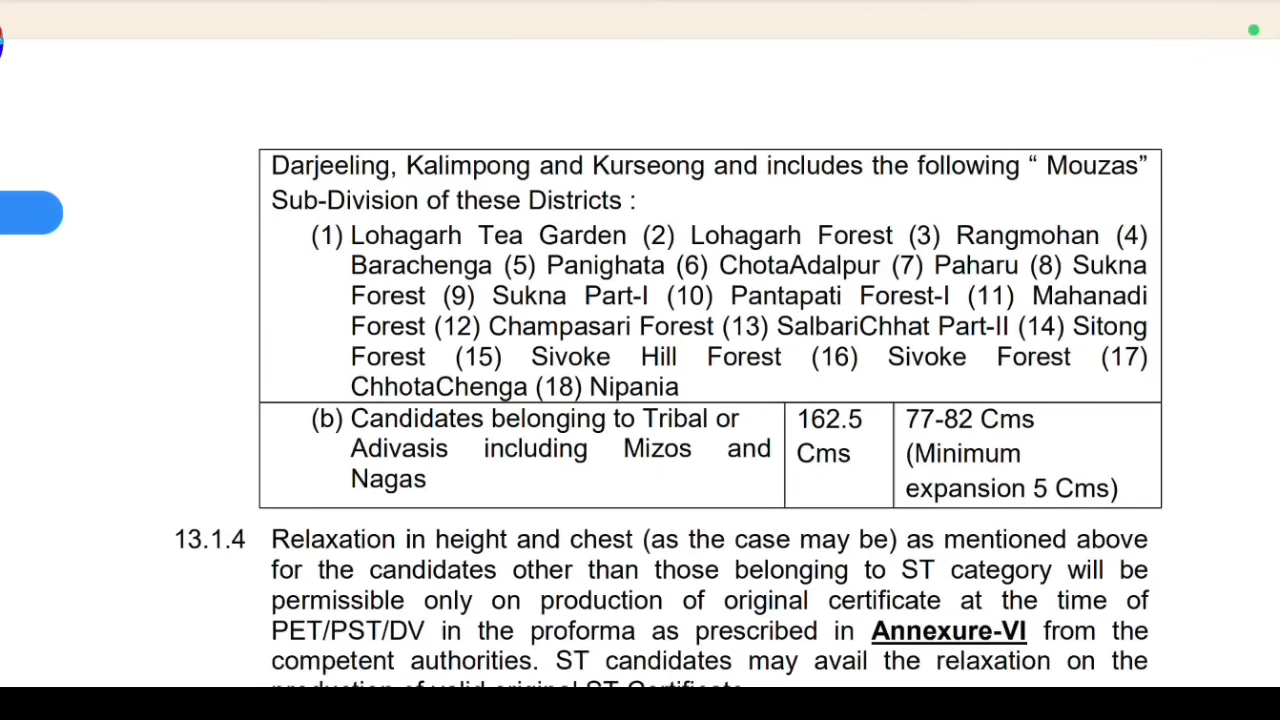 Darjeeling, Kalimpong and Kurseong and includes the following “ Mouzas”
Sub-Division of these Districts :
(1) Lohagarh Tea Garden (2) Lohagarh Forest (3) Rangmohan (4)
Barachenga (5) Panighata (6) ChotaAdalpur (7) Paharu (8) Sukna
Forest (9) Sukna Part-I (10) Pantapati Forest-I (11) Mahanadi
Forest (12) Champasari Forest (13) SalbariChhat Part-II (14) Sitong
Forest (15) Sivoke Hill Forest (16) Sivoke Forest (17)
ChhotaChenga (18) Nipania
(b) Candidates belonging to Tribal or
Adivasis including Mizos and
Nagas
162.5
Cms
77-82 Cms
(Minimum
expansion 5 Cms)
13.1.4 Relaxation in height and chest (as the case may be) as mentioned above
for the candidates other than those belonging to ST category will be
permissible only on production of original certificate at the time of
PET/PST/DV in the proforma as prescribed in Annexure-VI from the
competent authorities. ST candidates may avail the relaxation on the
production of valid original ST Certificate